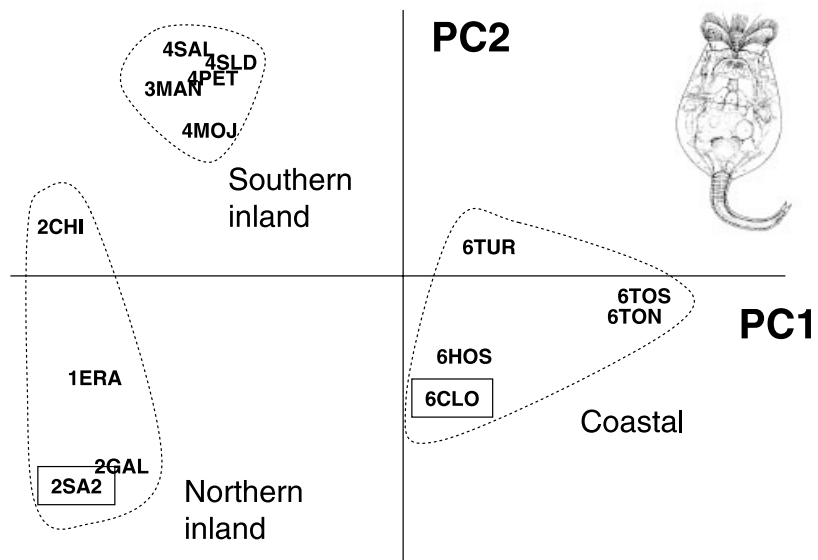 PC2
4SAL
4SLD
4PET
3MAN
4MOJ
Southern
inland
2CHI
6TUR
6TOS
6TON
PC1
6HOS
1ERA
6CLO
Coastal
2GAL
2SA2
Northern
inland